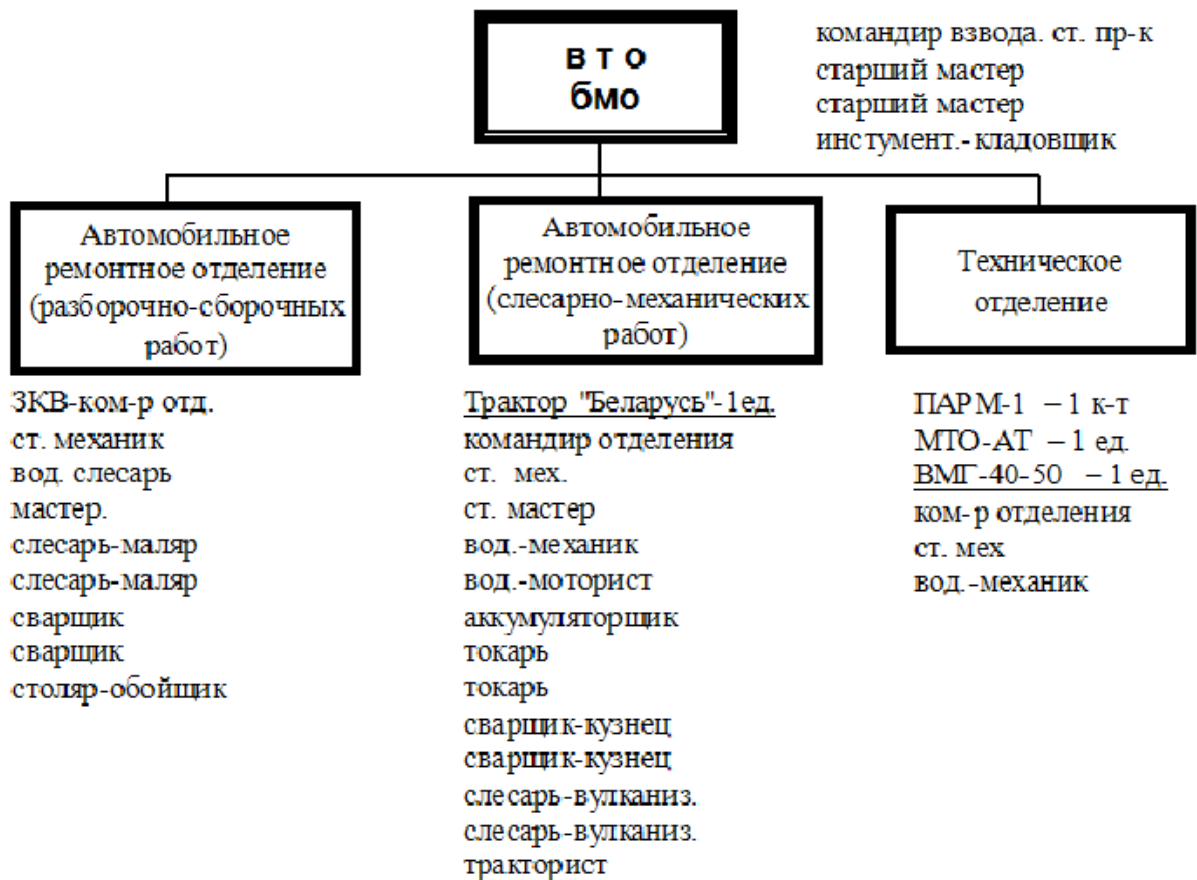 в т о
бмо
командир взвода. ст. пр-к
старший мастер
старший мастер
инстумент.-кладовщик
Автомобильное
ремонтное отделение
(разборочно-сборочных
работ)
ЗКВ-ком-р отд.
ст. механик
вод. слесарь
мастер.
слесарь-маляр
слесарь-маляр
сварщик
сварщик
столяр-обойщик
Автомобильное
ремонтное отделение
(слесарно-механических
работ)
Трактор "Беларусь"-1ед.
командир отделения
ст. мех.
ст. мастер
вод.-механик
вод.-моторист
аккумуляторщик
токарь
токарь
сварщик-кузнец
сварщик-кузнец
слесарь-вулканиз.
слесарь-вулканиз.
тракторист
Техническое
отделение
ПАРМ-1 – 1 к-т
МТО-АТ – 1 ед.
ВМГ-40-50 – 1 ед.
ком-р отделения
ст. мех
вод.-механик